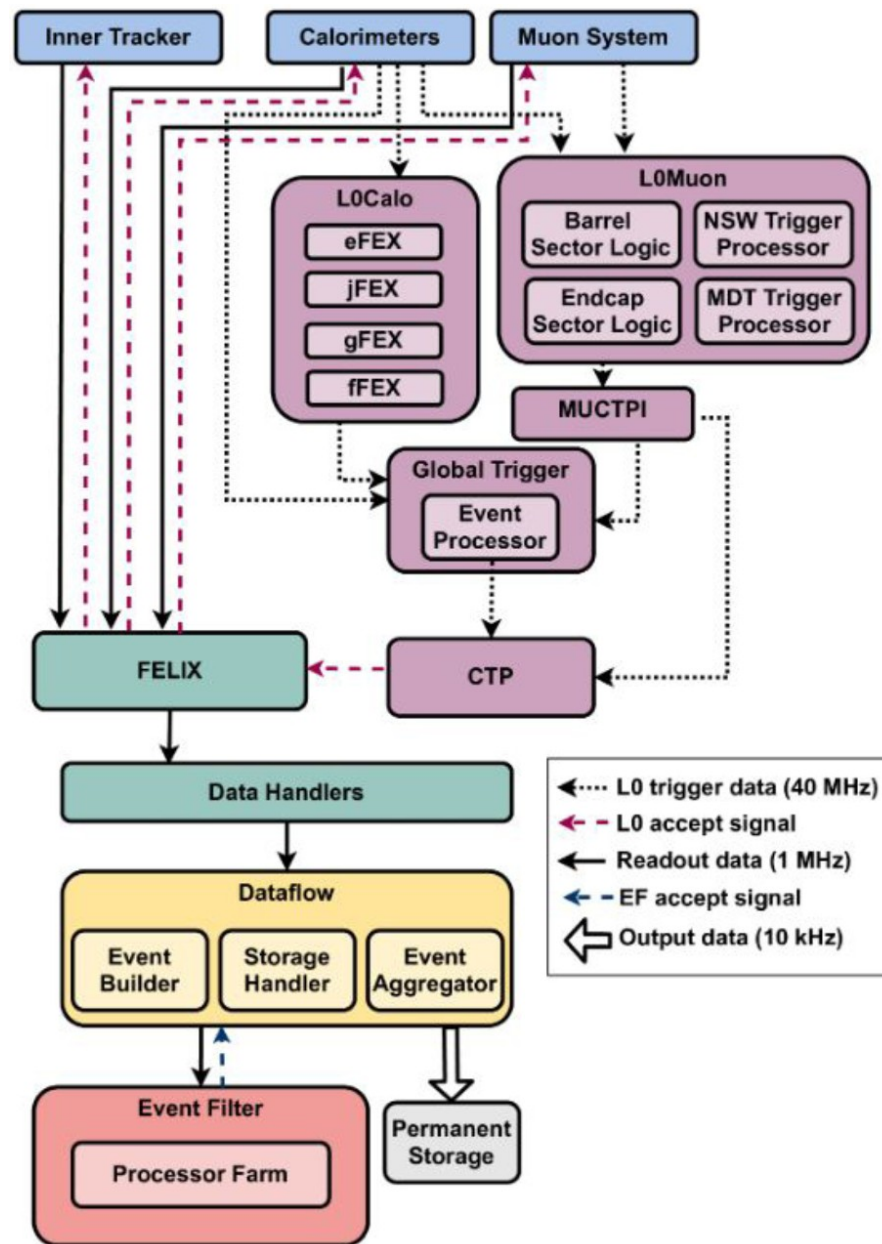 Inner Tracker
Calorimeters
Muon System
L0Calo
eFEX
jFEX
gFEX
fFEX
L0Muon
Barrel
Sector Logic
NSW Trigger
Processor
Endcap
Sector Logic
MDT Trigger
Processor
MUCTPI
Global Trigger
Event
Processor
FELIX
CTP
Data Handlers
L0 trigger data (40 MHz)
L0 accept signal
Readout data (1 MHz)
EF accept signal
Output data (10 kHz)
Dataflow
Event
Builder
Storage
Handler
Event
Aggregator
Event Filter
Processor Farm
Permanent
Storage